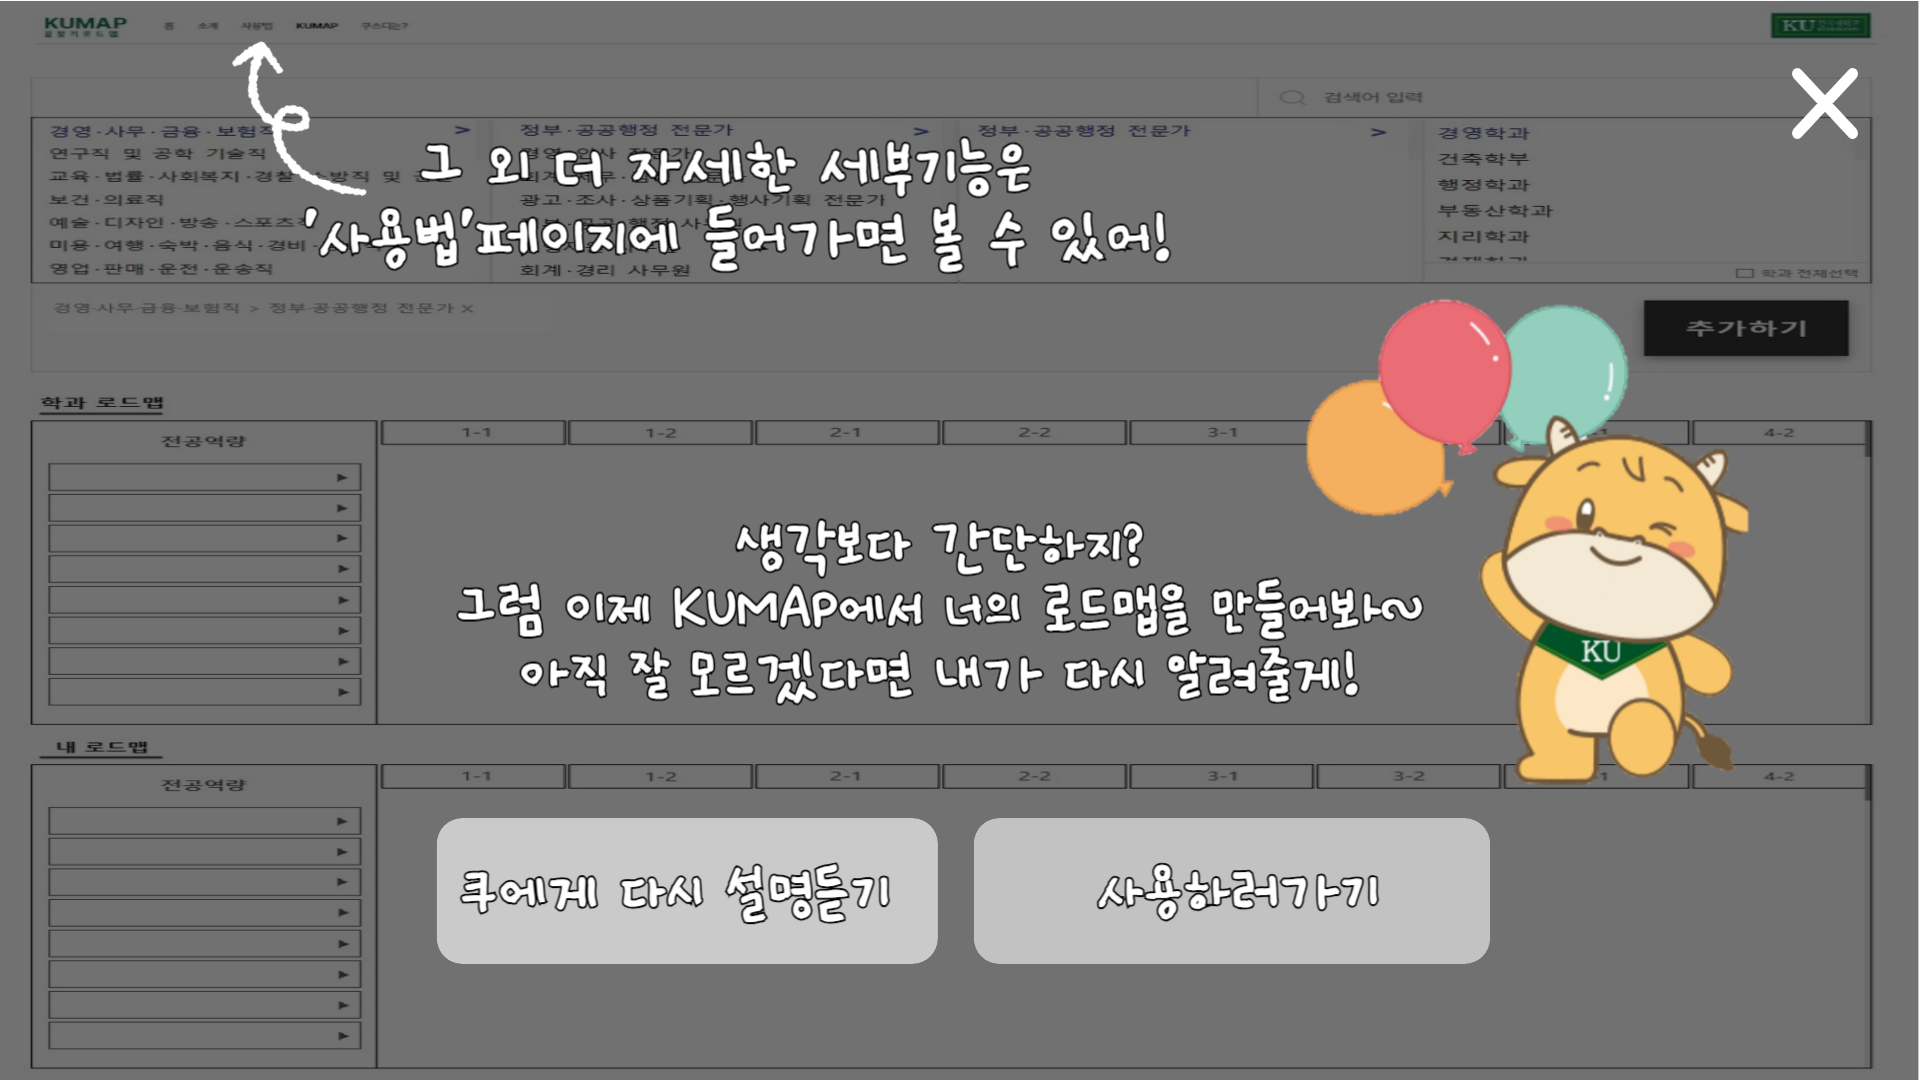 KUMAP
길찾기로드맵
홈 소개 사용법 KUMAP 쿠스디는?
KU 건국대학교
검색어 입력
경영·사무·금융·보험직 >
연구직 및 공학 기술직
교육·법률·사회복지·경찰 방직 및
보건·의료직
예술·디자인·방송·스포츠직
미용·여행·숙박·음식·경비·
영업·판매·운전·운송직
정부·공공행정 전문가 >
경영·인사 전문가
광고·조사·상품기획·행사기획 전문가
회계·경리 사무원
정부·공공행정 전문가 >
경영학과
건축학부
행정학과
부동산학과
지리학과
경제학과
학과 전체선택
그 외 더 자세한 세부기능은
'사용법'페이지에 들어가면 볼 수 있어!
경영·사무·금융·보험직 > 정부·공공행정 전문가 X
추가하기
학과 로드맵
전공역량
1-1 1-2 2-1 2-2 3-1 4-2
생각보다 간단하지?
그럼 이제 KUMAP에서 너의 로드맵을 만들어봐~
아직 잘 모르겠다면 내가 다시 알려줄게!
KU
내 로드맵
전공역량
1-1 1-2 2-1 2-2 3-1 3-2 4-2
쿠에게 다시 설명듣기
사용하러가기